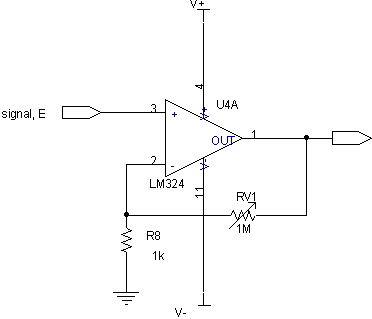 V+
4
U4A
signal, E
3
+
+
OUT
1
2
-
-
LM324
11
RV1
1M
R8
1k
V-